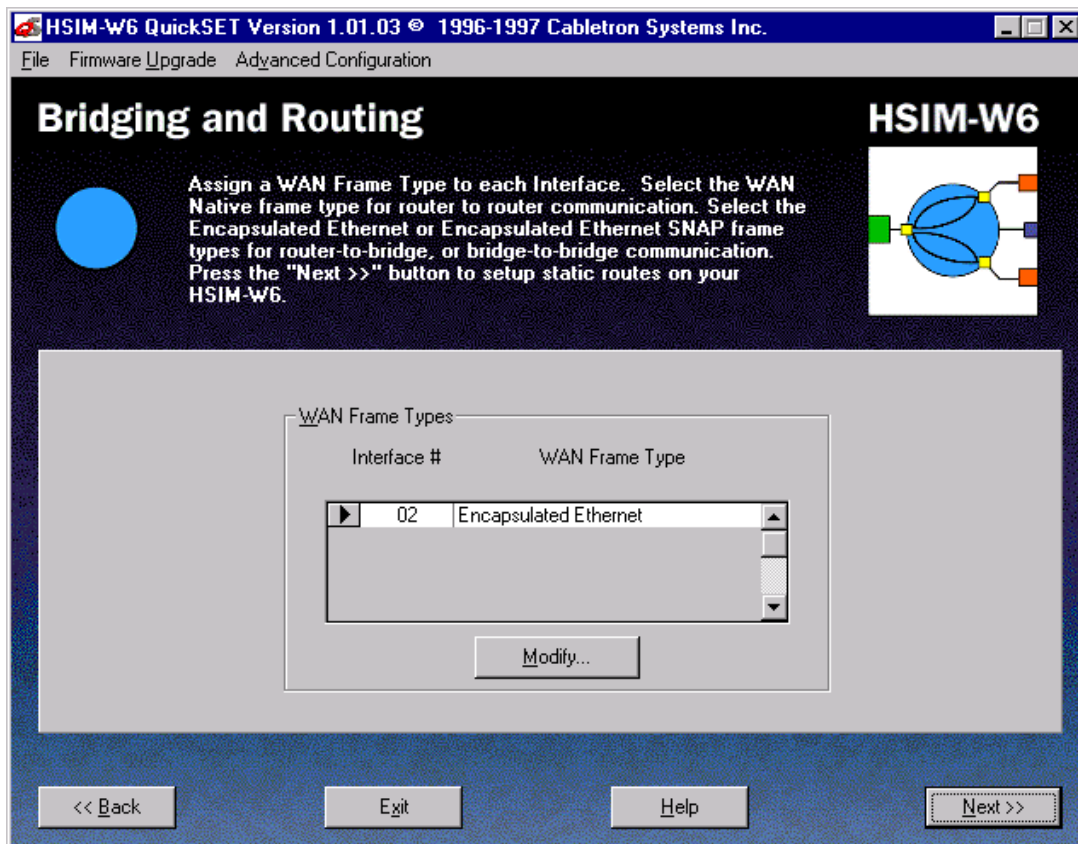 HSIM-W6 QuickSET Version 1.01.03 © 1996-1997 Cabletron Systems Inc.
File Firmware Upgrade Advanced Configuration
Bridging and Routing
HSIM-W6
Assign a WAN Frame Type to each Interface. Select the WAN
Native frame type for router to router communication. Select the
Encapsulated Ethernet or Encapsulated Ethernet SNAP frame
types for router-to-bridge, or bridge-to-bridge communication.
Press the "Next >>" button to setup static routes on your
HSIM-W6.
WAN Frame Types
Interface # WAN Frame Type
02 Encapsulated Ethernet
Modify...
<< Back Exit Help Next >>